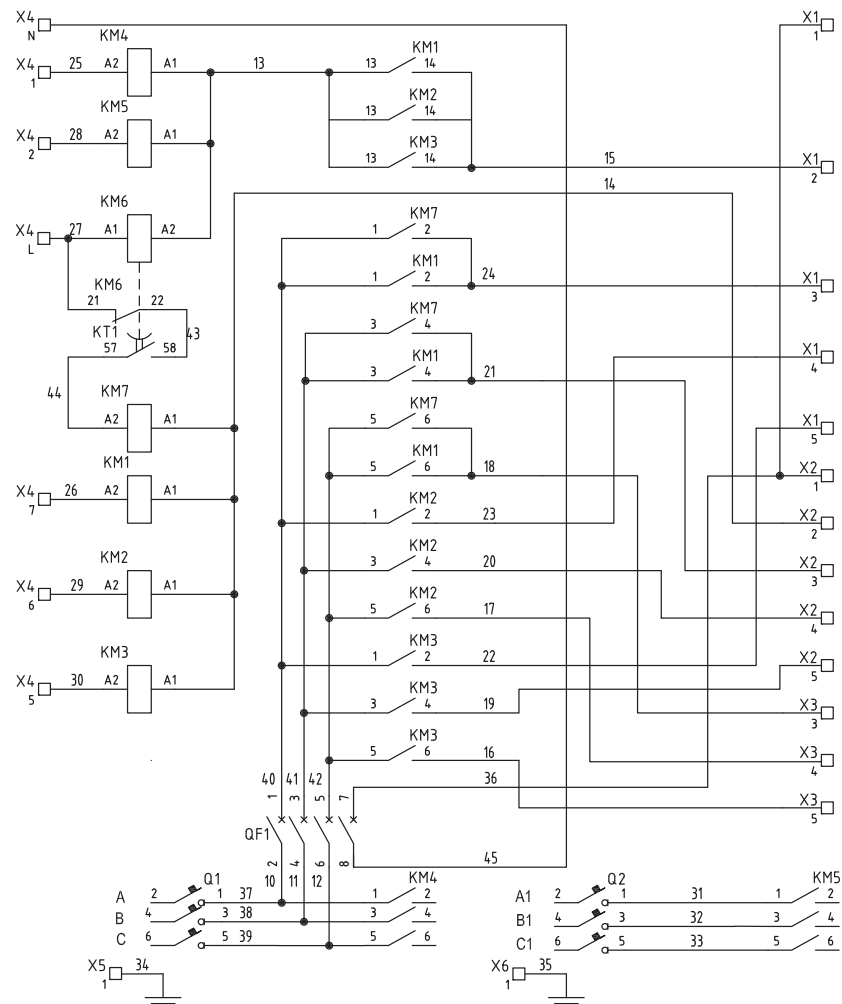 X4 N X1 1
KM4 KM1
X4 1 25 A2 A1 13 13 14
KM5 KM2
13 14
X4 2 28 A2 A1 KM3
13 14 15 X1 2
14
KM6 KM7
X4 L 27 A1 A2 1 2
KM1
KM6 1 2 24 X1 3
21 22 KM7
KT1 43 3 4
57 58 KM1 X1 4
44 3 4 21
KM7 KM7
A2 A1 5 6 X1 5
KM1 KM1
5 6 18 X2 1
X4 7 26 A2 A1 KM2
1 2 23 X2 2
KM2 KM2
3 4 20 X2 3
X4 6 29 A2 A1 KM2
5 6 17 X2 4
KM3 KM3
1 2 22 X2 5
X4 5 30 A2 A1 KM3
3 4 19 X3 3
KM3
5 6 16 X3 4
40 41 42 36
1 3 5 7 X3 5
QF1
2 4 6 8 45
10 11 12
Q1 KM4 Q2 KM5
A 2 1 37 1 2 A1 2 1 31 1 2
B 4 3 38 3 4 B1 4 3 32 3 4
C 6 5 39 5 6 C1 6 5 33 5 6
X5 1 34 X6 1 35